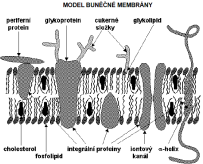 MODEL BUNĚČNÉ MEMBRÁNY
periferní protein
glykoprotein
cukerné složky
glykolipid
cholesterol
fosfolipid
integrální proteiny
iontový kanál
α-helix